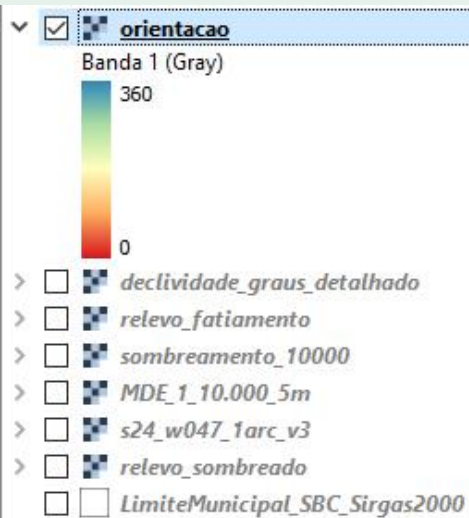 orientacao
Banda 1 (Gray)
360
0
declividade_graus_detalhado
relevo_fatiamento
sombreamento_10000
MDE_1_10.000_5m
s24_w047_1arc_v3
relevo_sombreado
LimiteMunicipal_SBC_Sirgas2000